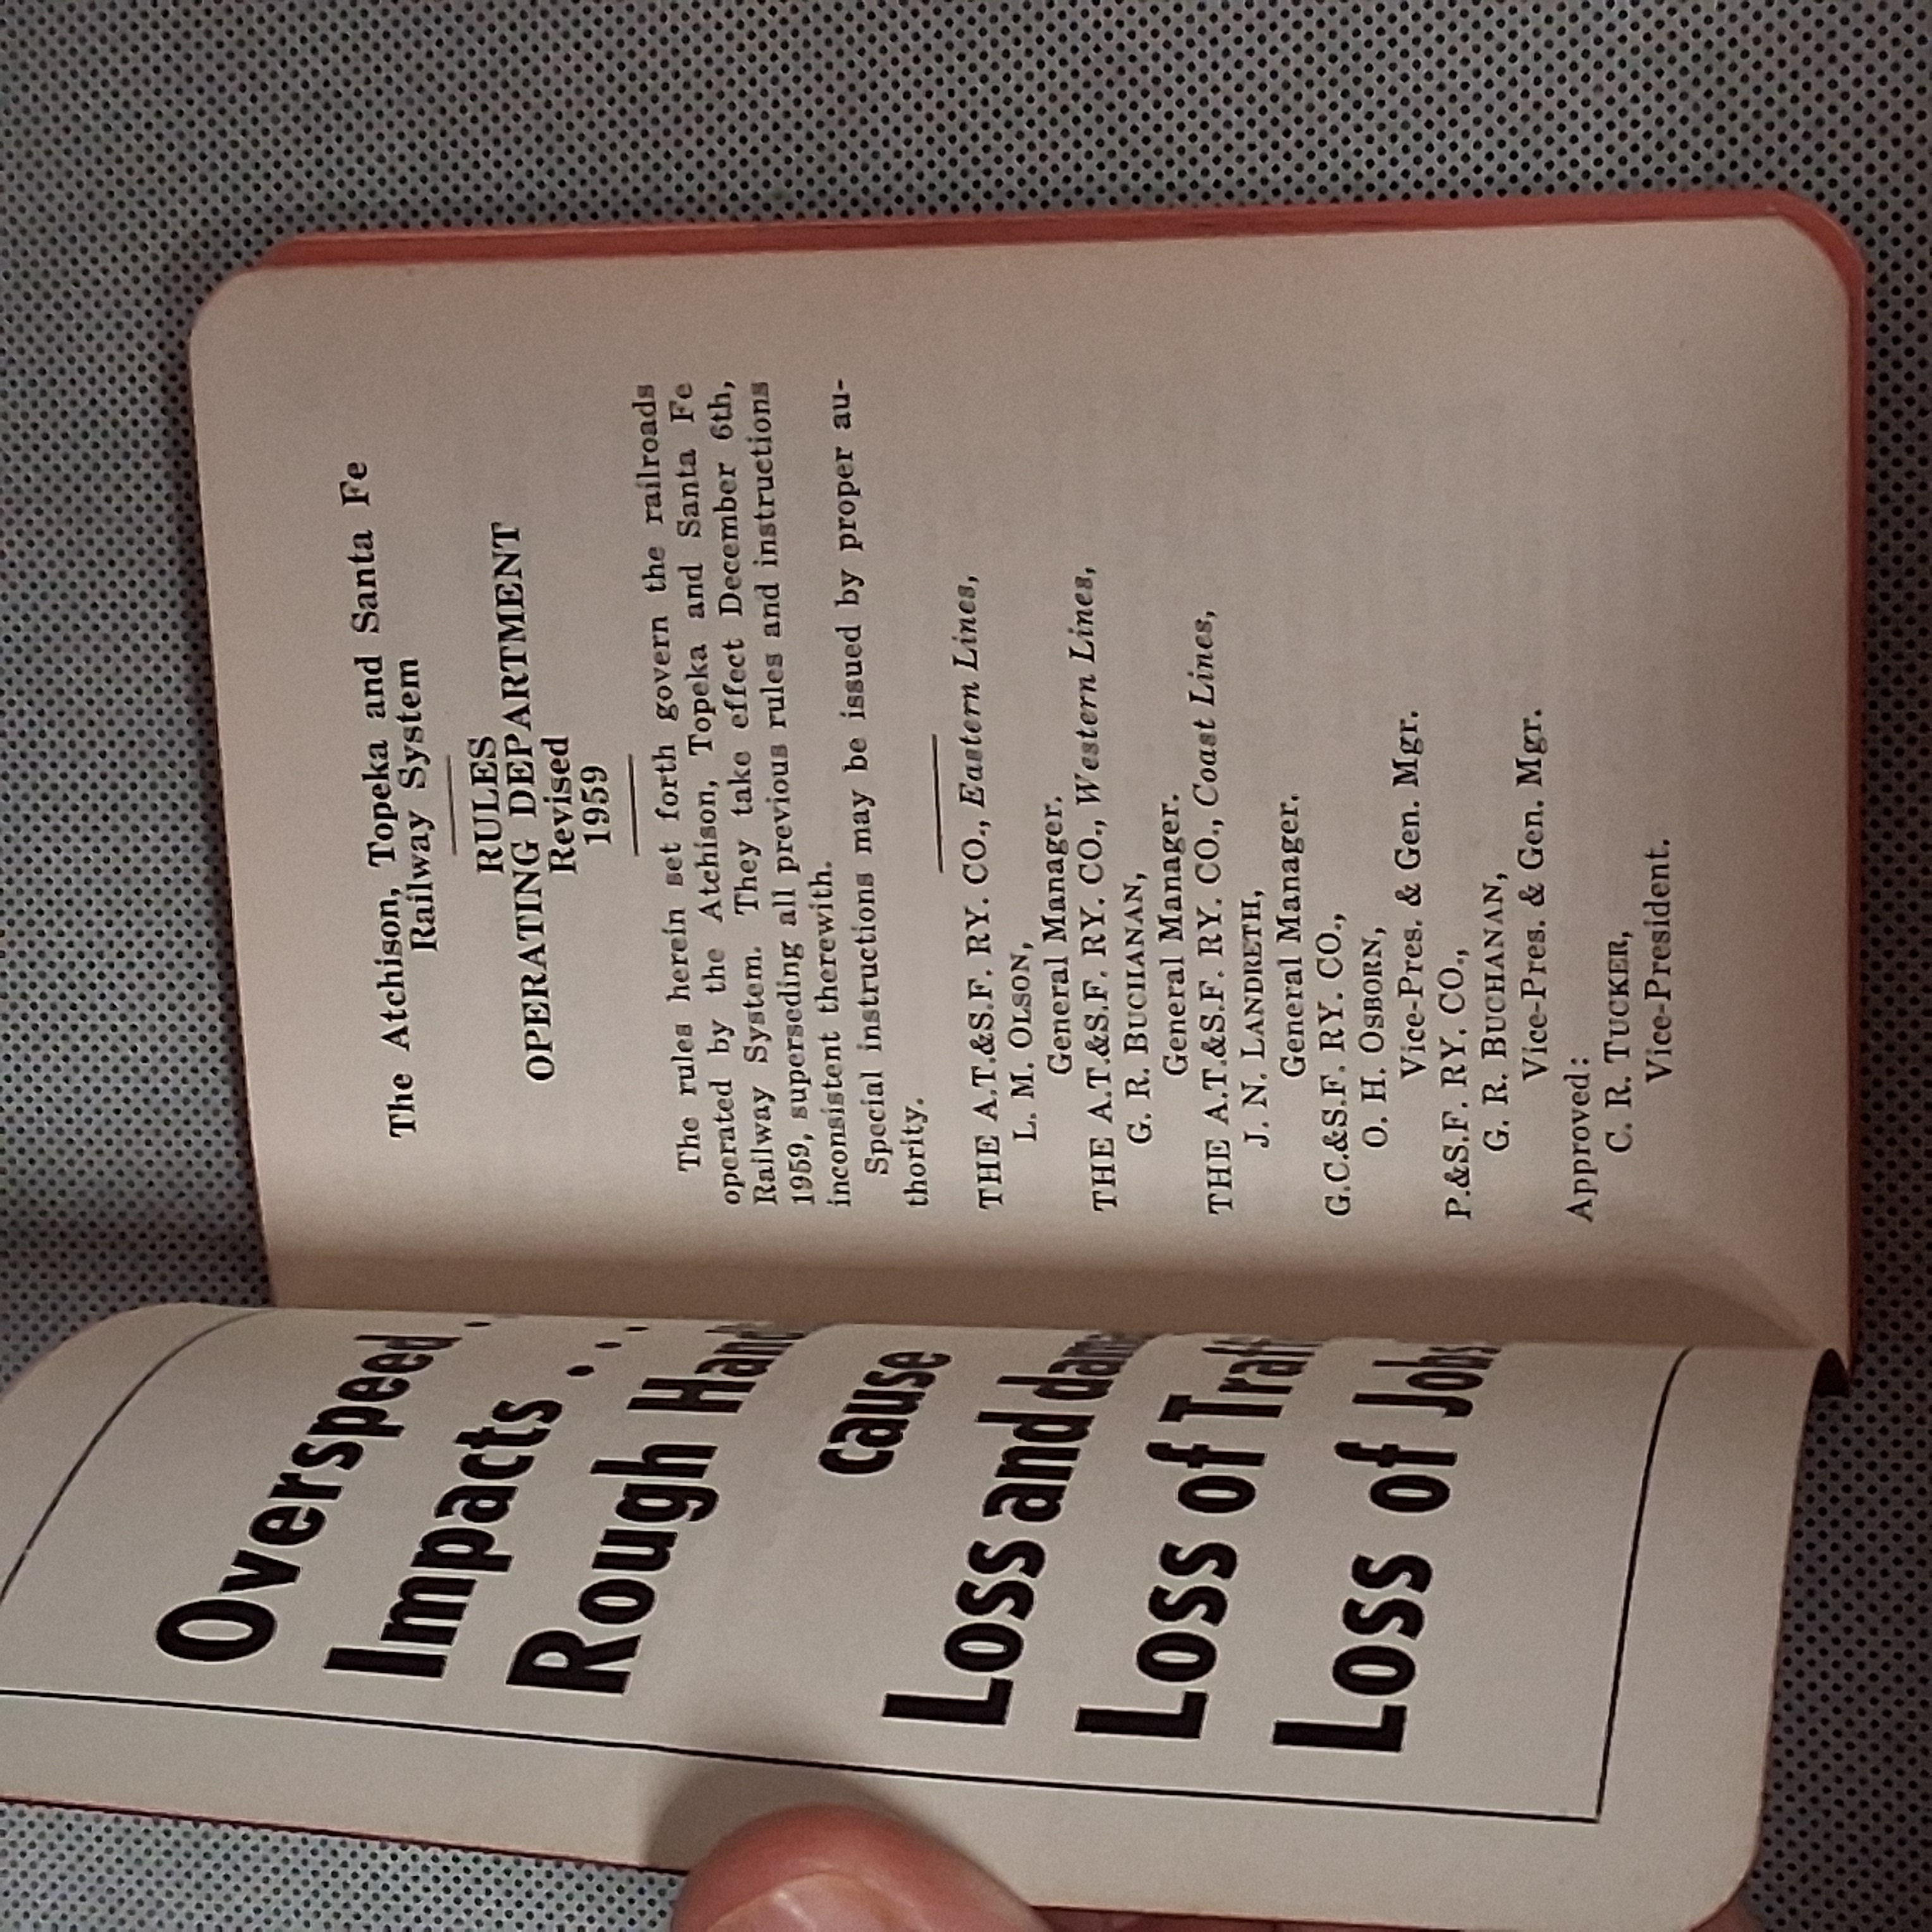 Overspeed .
Impacts . . .
Rough
cause
Loss and
Loss of
Loss of
The Atchison, Topeka and Santa Fe
Railway System
RULES
OPERATING DEPARTMENT
Revised
1959
The rules herein set forth govern the railroads
operated by the Atchison, Topeka and Santa Fe
Railway System. They take effect December 6th,
1959, superseding all previous rules and instructions
inconsistent therewith.
Special instructions may be issued by proper au-
thority.
THE A.T.&S.F. RY. CO., Eastern Lines,
L. M. OLSON,
General Manager.
THE A.T.&S.F. RY. CO., Western Lines,
G. R. BUCHANAN,
General Manager.
THE A.T.&S.F. RY. CO., Coast Lines,
J. N. LANDRETH,
General Manager.
G.C.&S.F. RY. CO.,
O. H. OSBORN,
Vice-Pres. & Gen. Mgr.
P.&S.F. RY. CO.,
G. R. BUCHANAN,
Vice-Pres. & Gen. Mgr.
Approved:
C. R. TUCKER,
Vice-President.